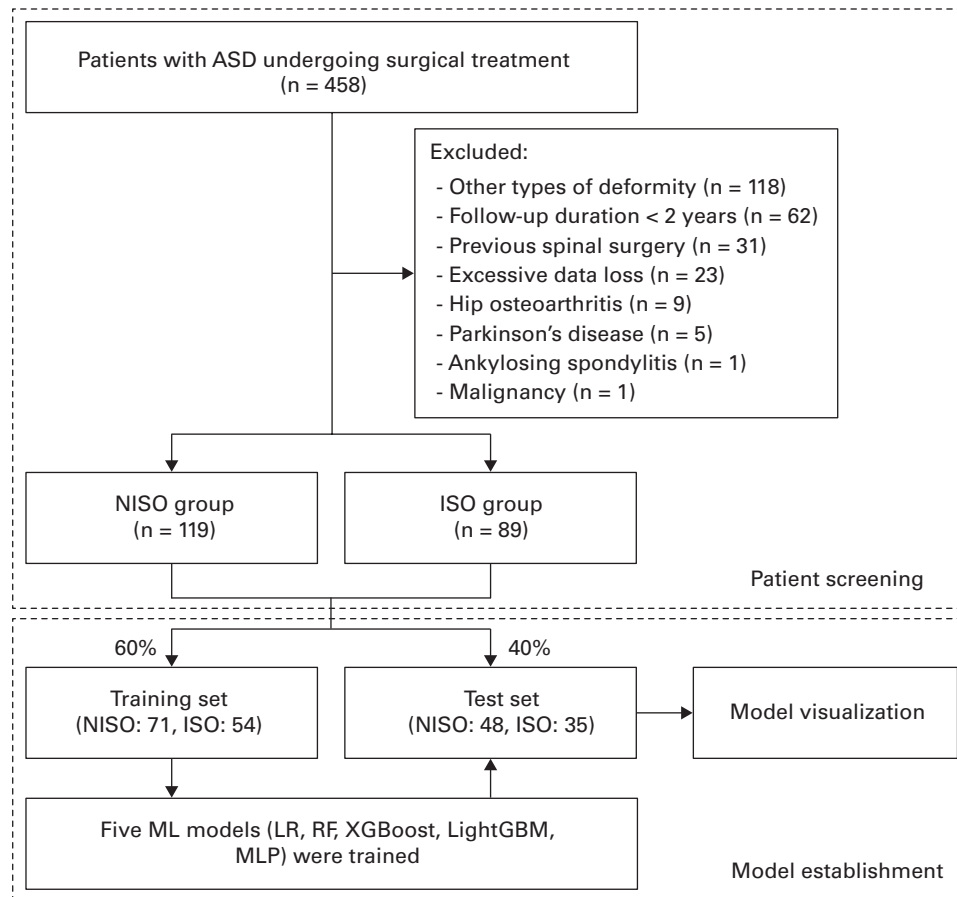 Patients with ASD undergoing surgical treatment
(n = 458)
Excluded:
- Other types of deformity (n = 118)
- Follow-up duration < 2 years (n = 62)
- Previous spinal surgery (n = 31)
- Excessive data loss (n = 23)
- Hip osteoarthritis (n = 9)
- Parkinson’s disease (n = 5)
- Ankylosing spondylitis (n = 1)
- Malignancy (n = 1)
NISO group
(n = 119)
ISO group
(n = 89)
Patient screening
60%
40%
Training set
(NISO: 71, ISO: 54)
Test set
(NISO: 48, ISO: 35)
Model visualization
Five ML models (LR, RF, XGBoost, LightGBM,
MLP) were trained
Model establishment